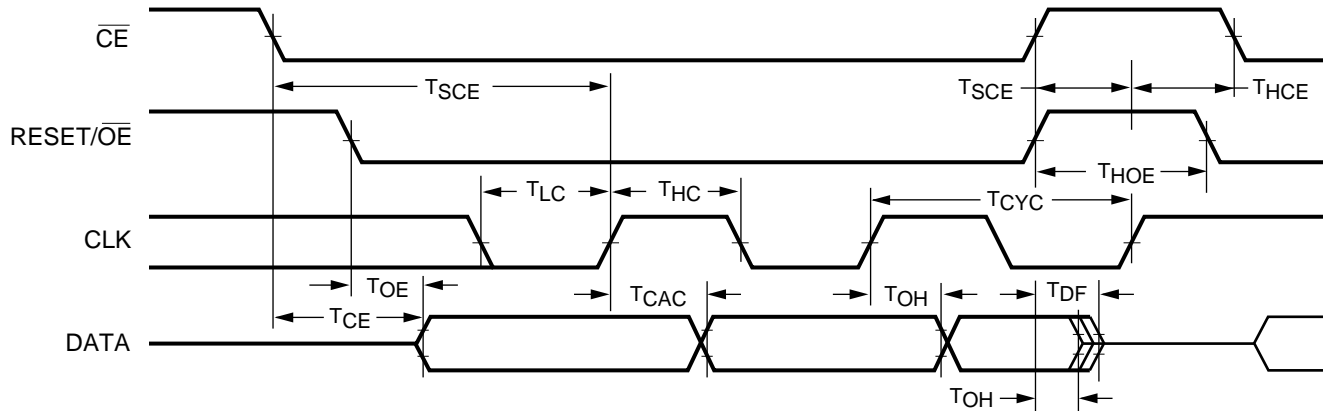 CE
TSCE TSCE THCE
RESET/OE
TLC THC THOE
TCYC
CLK
TOE TCAC TOH TDF
TCE
DATA
TOH